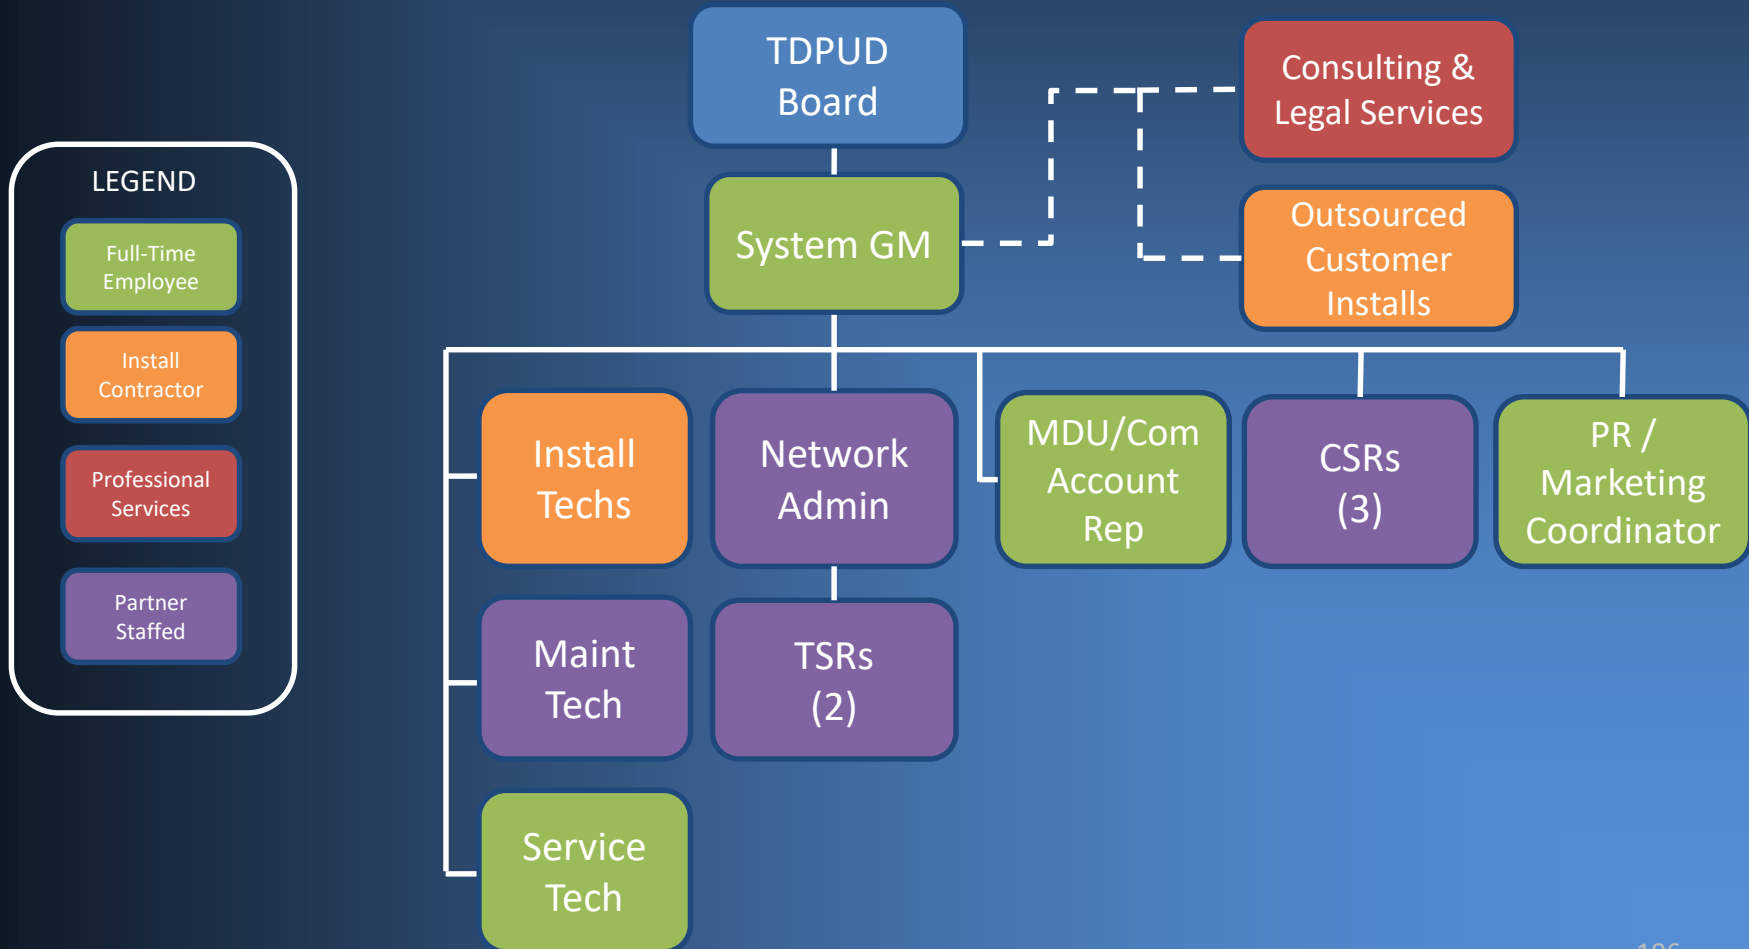 TDPUD
Board
Consulting &
Legal Services
LEGEND
Full-Time
Employee
Install
Contractor
Professional
Services
Partner
Staffed
System GM
Outsourced
Customer
Installs
Install
Techs
Network
Admin
MDU/Com
Account
Rep
CSRs
(3)
PR /
Marketing
Coordinator
Maint
Tech
TSRs
(2)
Service
Tech